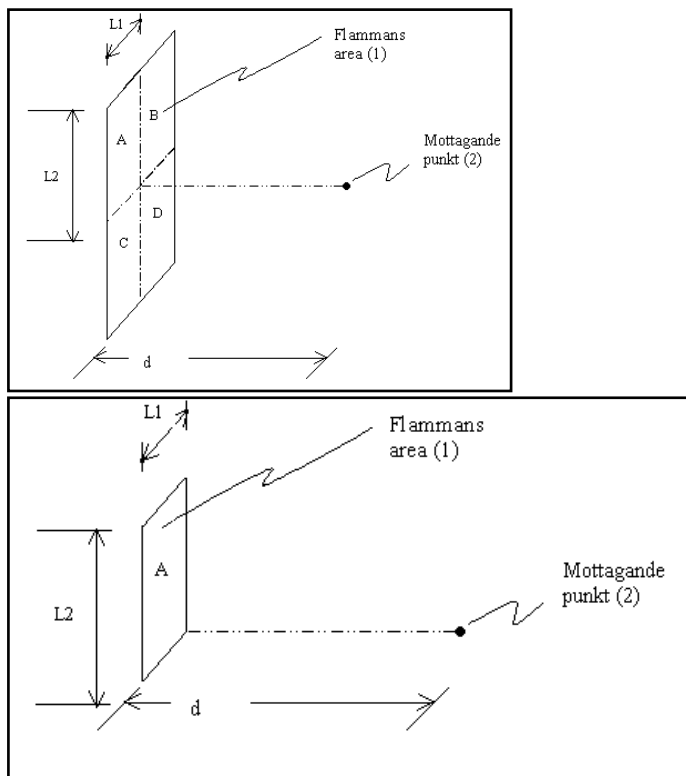 L1
Flammans
area (1)
B
A
Mottagande
punkt (2)
L2
D
C
d
L1
Flammans
area (1)
A
Mottagande
punkt (2)
L2
d